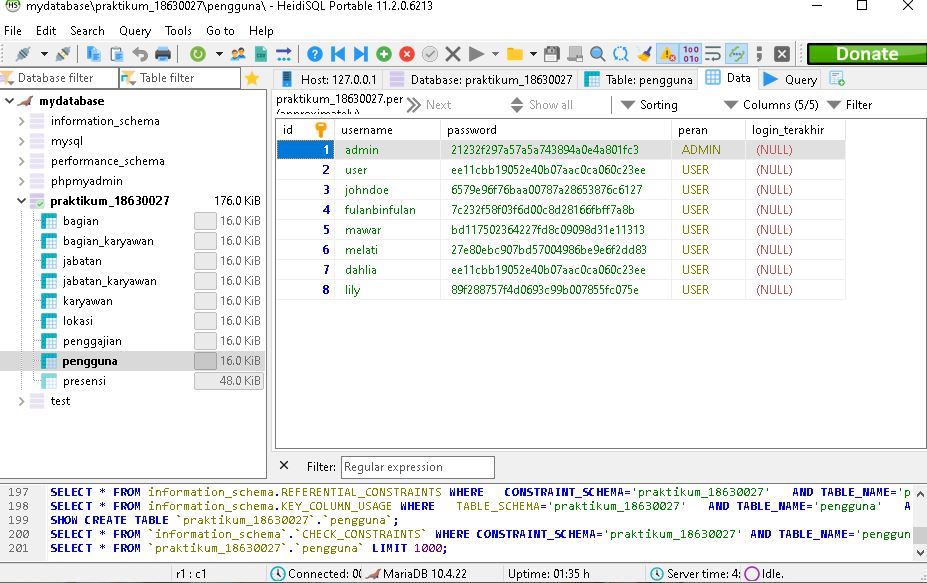 mydatabase\praktikum_18630027\pengguna\ - HeidiSQL Portable 11.2.0.6213
File Edit Search Query Tools Go to Help
Donate
Database filter Table filter Host: 127.0.0.1 Database: praktikum_18630027 Table: pengguna Data Query
mydatabase
information_schema
mysql
performance_schema
phpmyadmin
praktikum_18630027 176.0 KiB
bagian 16.0 KiB
bagian_karyawan 16.0 KiB
jabatan 16.0 KiB
jabatan_karyawan 16.0 KiB
karyawan 16.0 KiB
lokasi 16.0 KiB
penggajian 16.0 KiB
pengguna 16.0 KiB
presensi 48.0 KiB
test
praktikum_18630027.per Next Show all Sorting Columns (5/5) Filter
(approximately)
id username password peran login_terakhir
1 admin 21232f297a57a5a743894a0e4a801fc3 ADMIN (NULL)
2 user ee11cbb19052e40b07aac0ca060c23ee USER (NULL)
3 johndoe 6579e96f76baa00787a28653876c6127 USER (NULL)
4 fulanbinfulan 7c232f58f03f6d00c8d28166fbff7a8b USER (NULL)
5 mawar bd117502364227fd8c09098d31e11313 USER (NULL)
6 melati 27e80ebc907bd57004986be9e6f2dd83 USER (NULL)
7 dahlia ee11cbb19052e40b07aac0ca060c23ee USER (NULL)
8 lily 89f288757f4d0693c99b007855fc075e USER (NULL)
Filter: Regular expression
197 SELECT * FROM information_schema.REFERENTIAL_CONSTRAINTS WHERE CONSTRAINT_SCHEMA='praktikum_18630027' AND TABLE_NAME='p
198 SELECT * FROM information_schema.KEY_COLUMN_USAGE WHERE TABLE_SCHEMA='praktikum_18630027' AND TABLE_NAME='pengguna' A
199 SHOW CREATE TABLE `praktikum_18630027`.`pengguna`;
200 SELECT * FROM `information_schema`.`CHECK_CONSTRAINTS` WHERE CONSTRAINT_SCHEMA='praktikum_18630027' AND TABLE_NAME='penggun
201 SELECT * FROM `praktikum_18630027`.`pengguna` LIMIT 1000;
r1 : c1 Connected: 0( MariaDB 10.4.22 Uptime: 01:35 h Server time: 4: Idle.